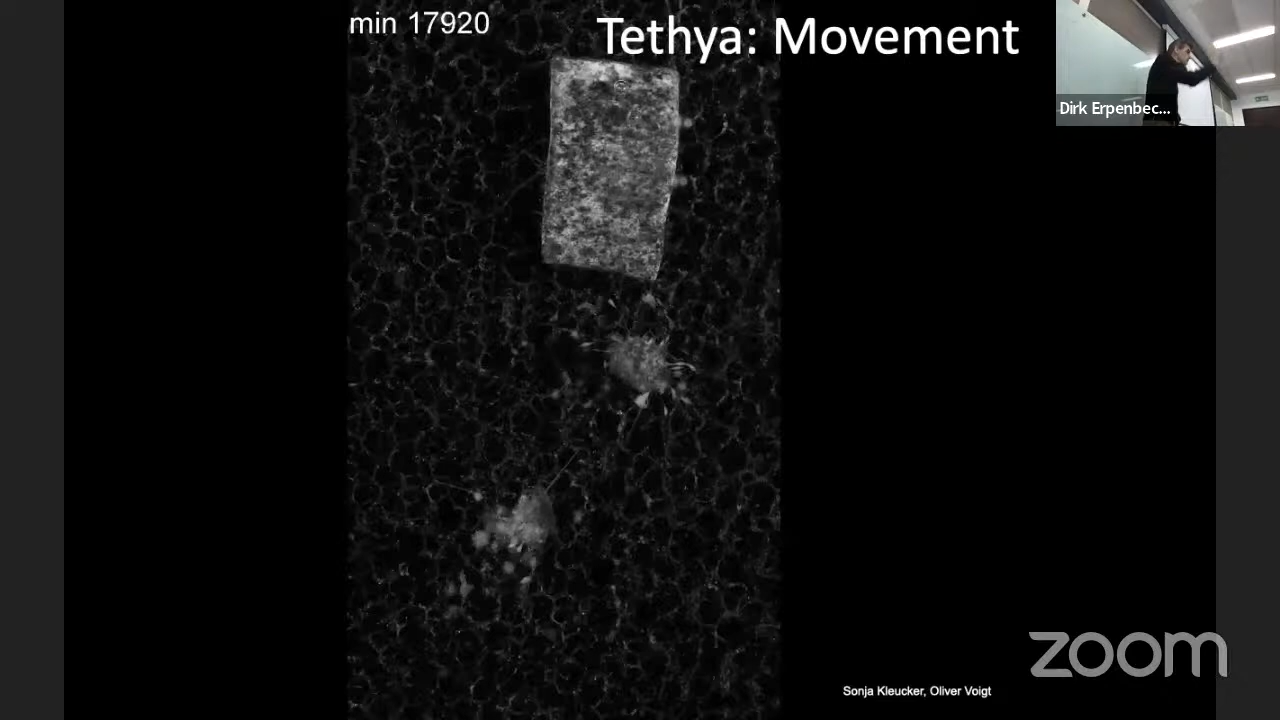 min 17920
Tethya: Movement
Dirk Erpenbec...
zoom
Sonja Kleucker, Oliver Voigt